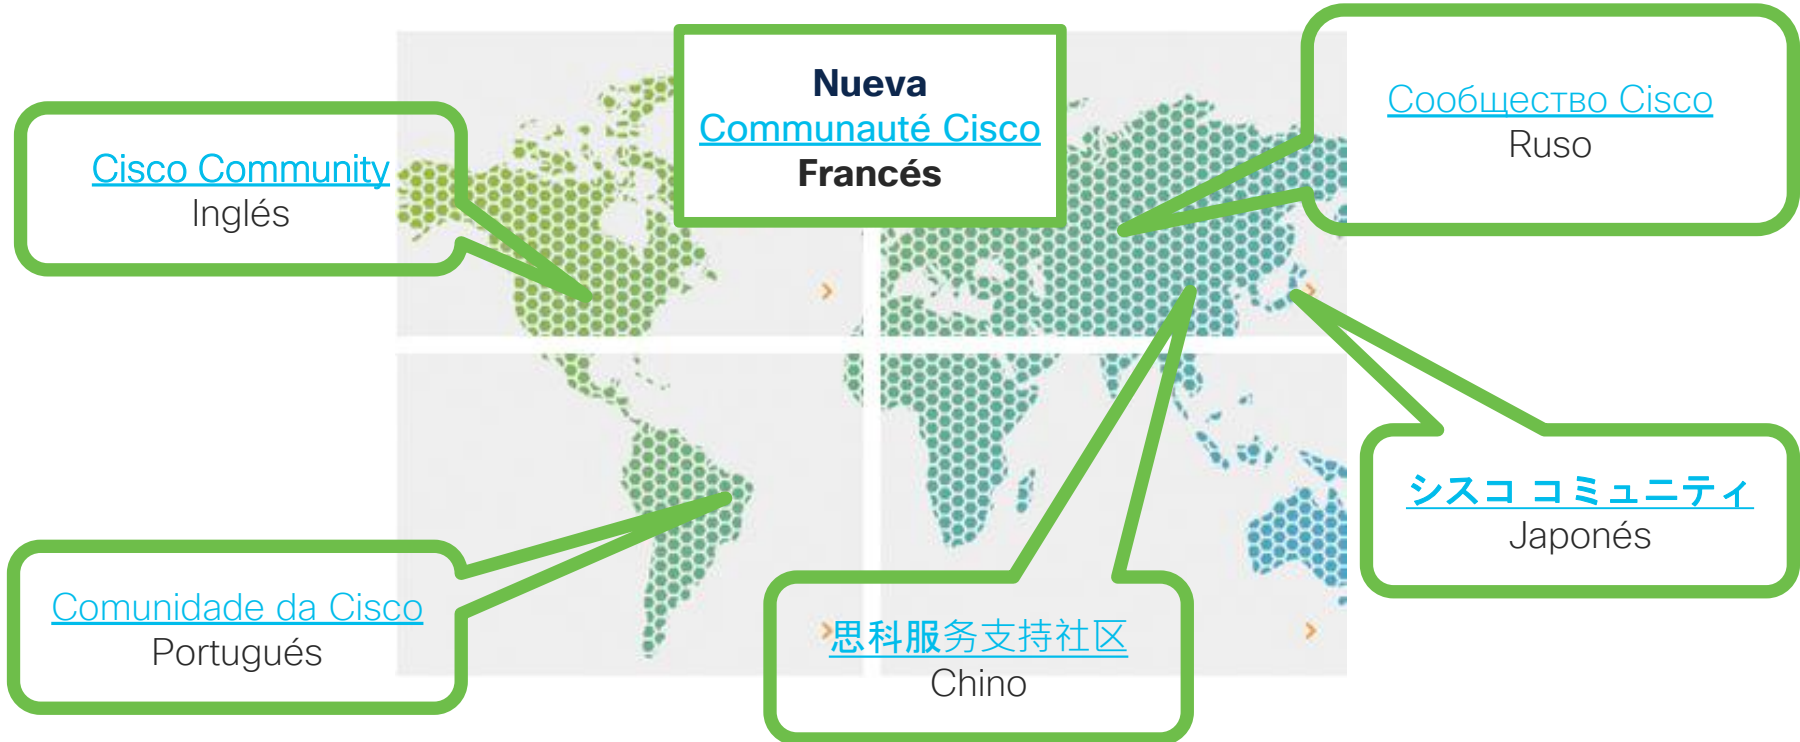 Nueva
Communauté Cisco
Francés
Сообщество Cisco
Ruso
Cisco Community
Inglés
シスコ コミュニティ
Japonés
Comunidade da Cisco
Portugués
思科服务支持社区
Chino